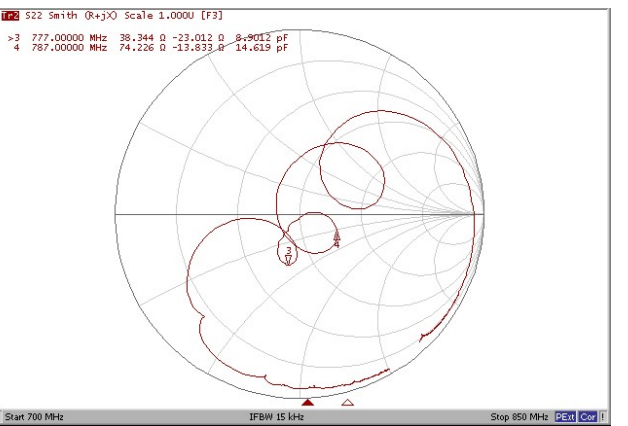 Tr2 S22 Smith (R+jX) Scale 1.000U [F3]
>3 777.00000 MHz 38.344 Ω -23.012 Ω 8.9012 pF
4 787.00000 MHz 74.226 Ω -13.833 Ω 14.619 pF
3
4
Start 700 MHz IFBW 15 kHz Stop 850 MHz PExt Cor !